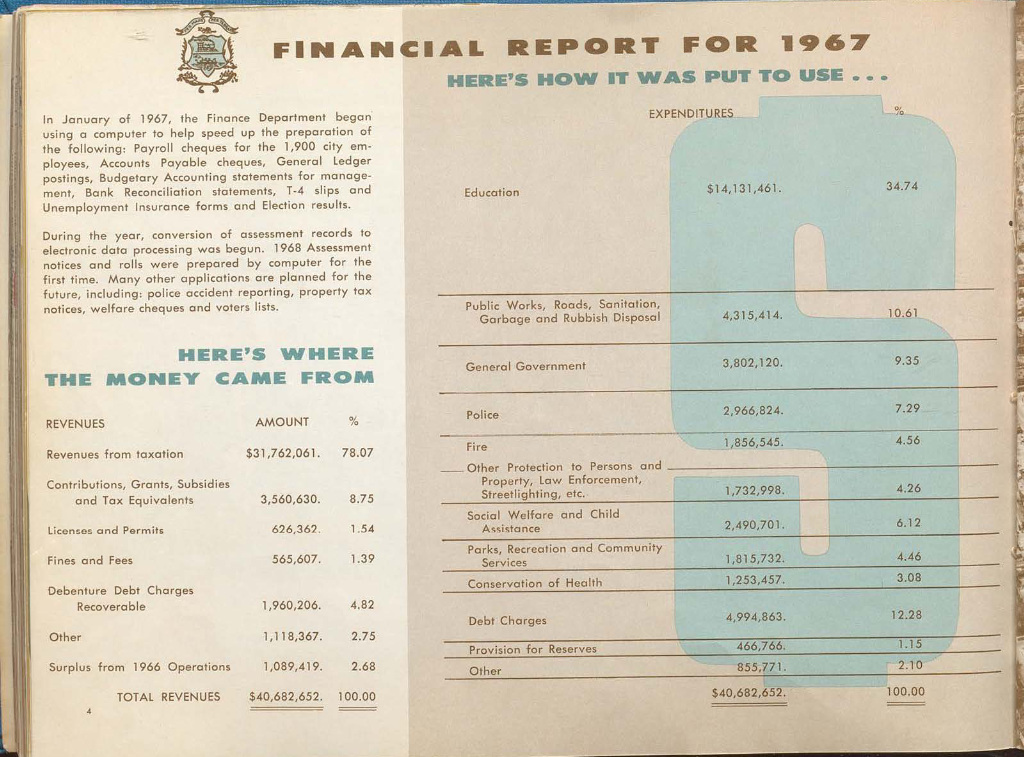 FINANCIAL REPORT FOR 1967
HERE'S HOW IT WAS PUT TO USE ...
In January of 1967, the Finance Department began
using a computer to help speed up the preparation of
the following: Payroll cheques for the 1,900 city em-
ployees, Accounts Payable cheques, General Ledger
postings, Budgetary Accounting statements for manage-
ment, Bank Reconciliation statements, T-4 slips and
Unemployment Insurance forms and Election results.
During the year, conversion of assessment records to
electronic data processing was begun. 1968 Assessment
notices and rolls were prepared by computer for the
first time. Many other applications are planned for the
future, including: police accident reporting, property tax
notices, welfare cheques and voters lists.
HERE'S WHERE
THE MONEY CAME FROM
REVENUES AMOUNT %
Revenues from taxation $31,762,061. 78.07
Contributions, Grants, Subsidies
and Tax Equivalents 3,560,630. 8.75
Licenses and Permits 626,362. 1.54
Fines and Fees 565,607. 1.39
Debenture Debt Charges
Recoverable 1,960,206. 4.82
Other 1,118,367. 2.75
Surplus from 1966 Operations 1,089,419. 2.68
TOTAL REVENUES $40,682,652. 100.00
4
EXPENDITURES %
Education $14,131,461. 34.74
Public Works, Roads, Sanitation,
Garbage and Rubbish Disposal 4,315,414. 10.61
General Government 3,802,120. 9.35
Police 2,966,824. 7.29
Fire 1,856,545. 4.56
Other Protection to Persons and
Property, Law Enforcement,
Streetlighting, etc. 1,732,998. 4.26
Social Welfare and Child
Assistance 2,490,701. 6.12
Parks, Recreation and Community
Services 1,815,732. 4.46
Conservation of Health 1,253,457. 3.08
Debt Charges 4,994,863. 12.28
Provision for Reserves 466,766. 1.15
Other 855,771. 2.10
$40,682,652. 100.00